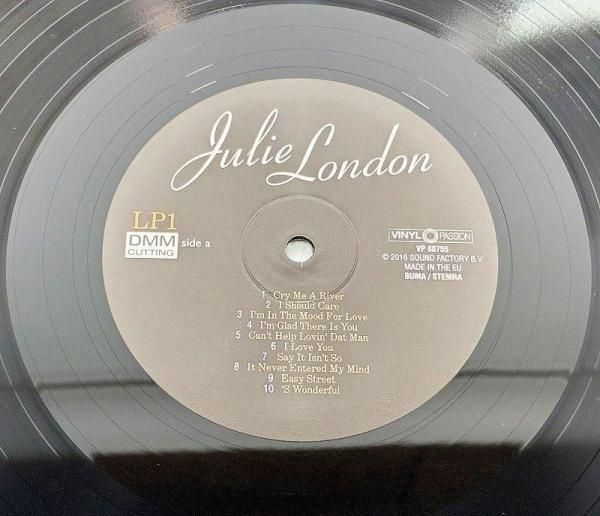 Julie London
LP1
DMM
CUTTING
side a
VINYL PASSION
VP 80755
© 2016 SOUND FACTORY B.V.
MADE IN THE EU
BUMA / STEMRA
1 Cry Me A River
2 I Should Care
3 I'm In The Mood For Love
4 I'm Glad There Is You
5 Can't Help Lovin' Dat Man
6 I Love You
7 Say It Isn't So
8 It Never Entered My Mind
9 Easy Street
10 'S Wonderful